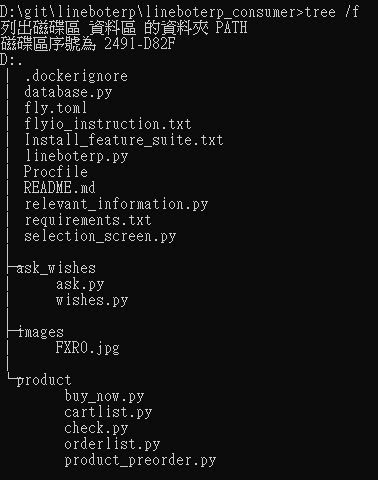 D:\git\lineboterp\lineboterp_consumer>tree /f
列出磁碟區 資料區 的資料夾 PATH
磁碟區序號為 2491-D82F
D:.
│  .dockerignore
│  database.py
│  fly.toml
│  flyio_instruction.txt
│  Install_feature_suite.txt
│  lineboterp.py
│  Procfile
│  README.md
│  relevant_information.py
│  requirements.txt
│  selection_screen.py
│
├─ask_wishes
│      ask.py
│      wishes.py
│
├─images
│      FXRO.jpg
│
└─product
        buy_now.py
        cartlist.py
        check.py
        orderlist.py
        product_preorder.py